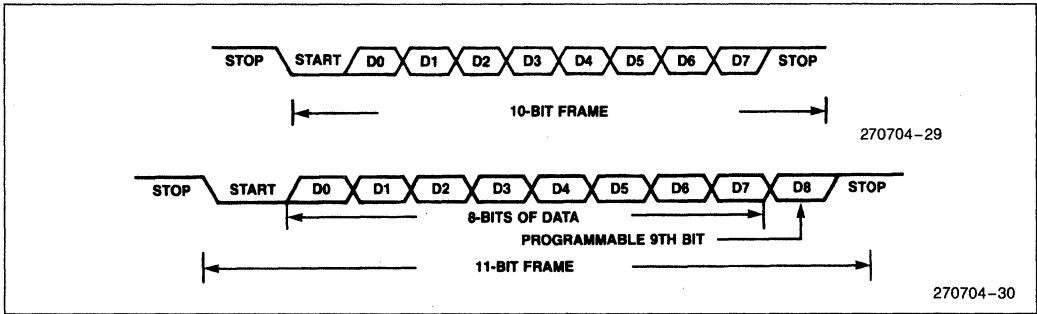 STOP START D0 D1 D2 D3 D4 D5 D6 D7 STOP
10-BIT FRAME
270704-29
STOP START D0 D1 D2 D3 D4 D5 D6 D7 D8 STOP
8-BITS OF DATA
PROGRAMMABLE 9TH BIT
11-BIT FRAME
270704-30